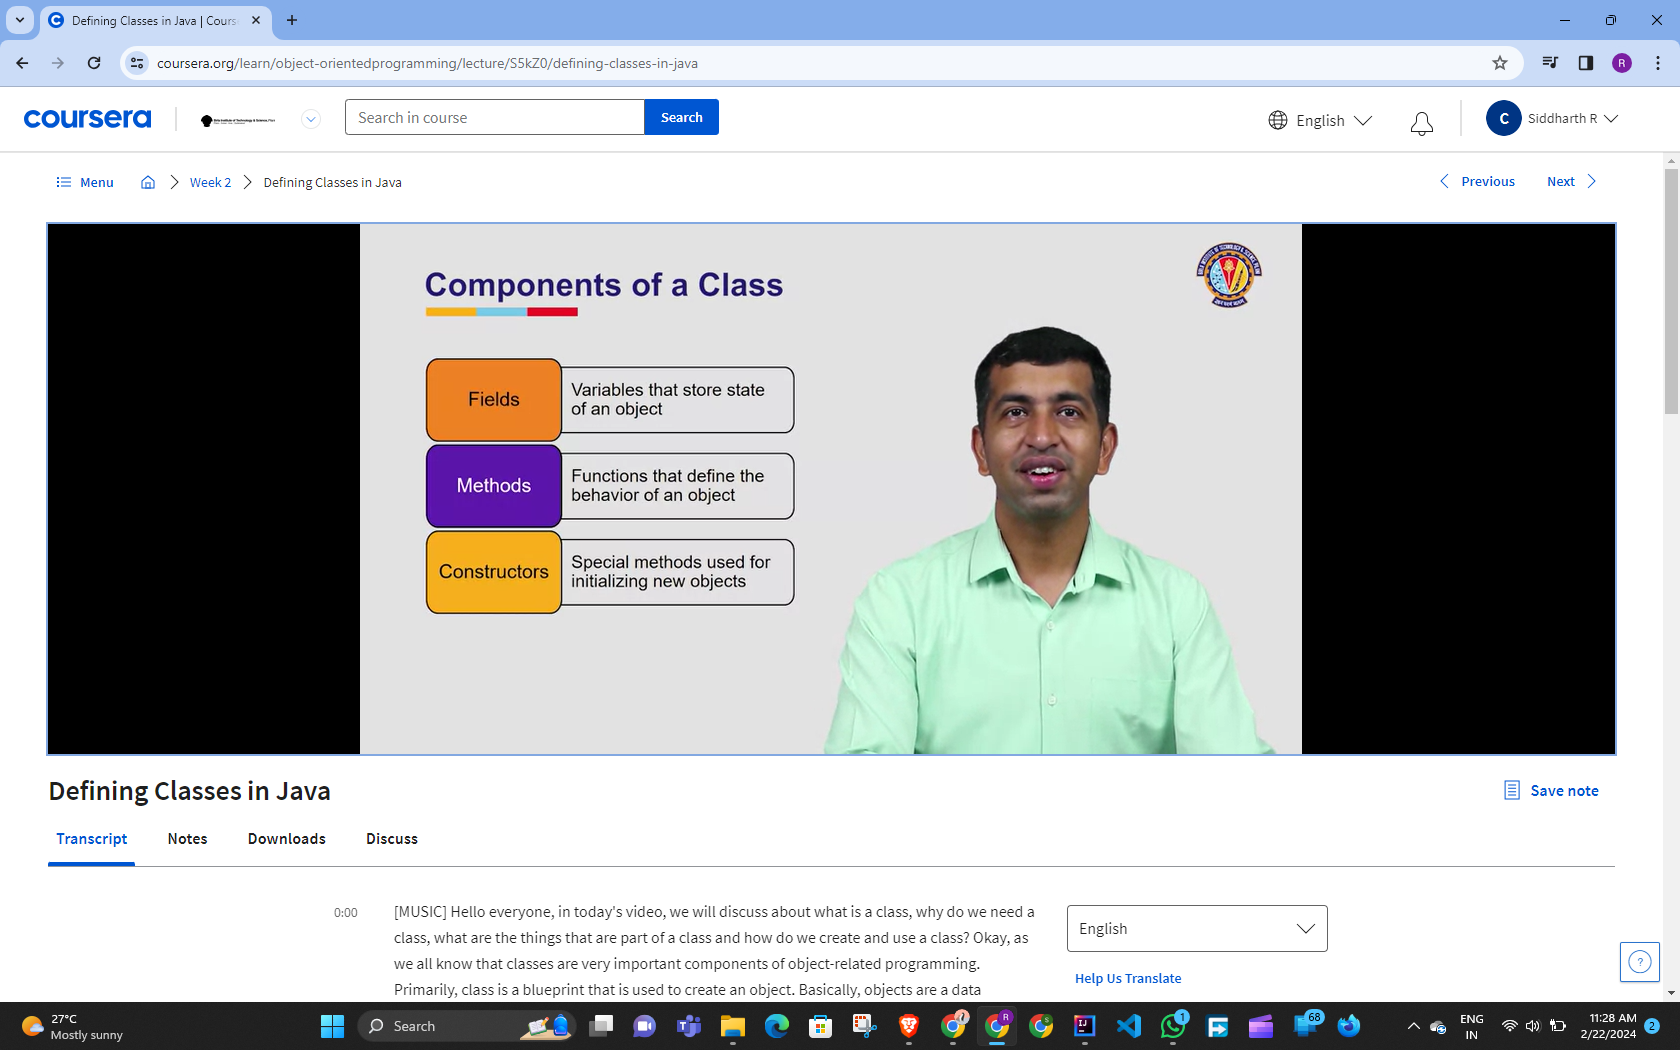 Defining Classes in Java | Cours
coursera.org/learn/object-orientedprogramming/lecture/S5kZ0/defining-classes-in-java
R
coursera
Search in course
Search
English
C
Siddharth R
Menu
Week 2
Defining Classes in Java
Previous
Next
Components of a Class
Fields
Variables that store state
of an object
Methods
Functions that define the
behavior of an object
Constructors
Special methods used for
initializing new objects
Defining Classes in Java
Save note
Transcript
Notes
Downloads
Discuss
0:00
[MUSIC] Hello everyone, in today's video, we will discuss about what is a class, why do we need a
class, what are the things that are part of a class and how do we create and use a class? Okay, as
we all know that classes are very important components of object-related programming.
Primarily, class is a blueprint that is used to create an object. Basically, objects are a data
English
Help Us Translate
?
27°C
Mostly sunny
Search
1
68
ENG
IN
11:28 AM
2/22/2024
2